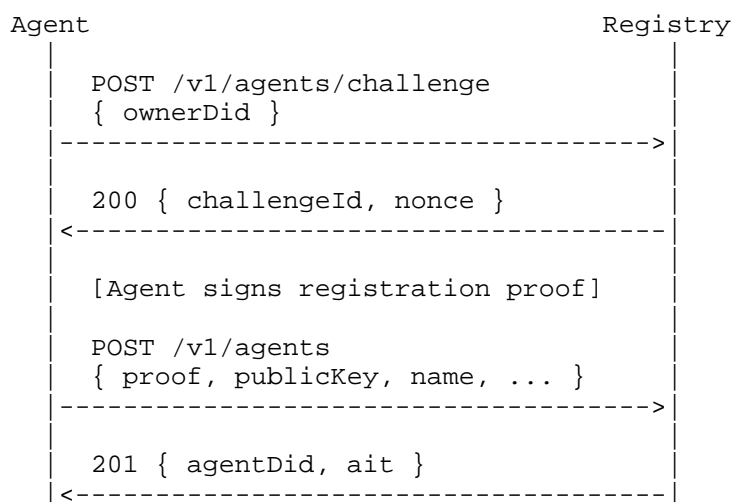 Agent Registry
POST /v1/agents/challenge
{ ownerDid }
200 { challengeId, nonce }
[Agent signs registration proof]
POST /v1/agents
{ proof, publicKey, name, ... }
201 { agentDid, ait }